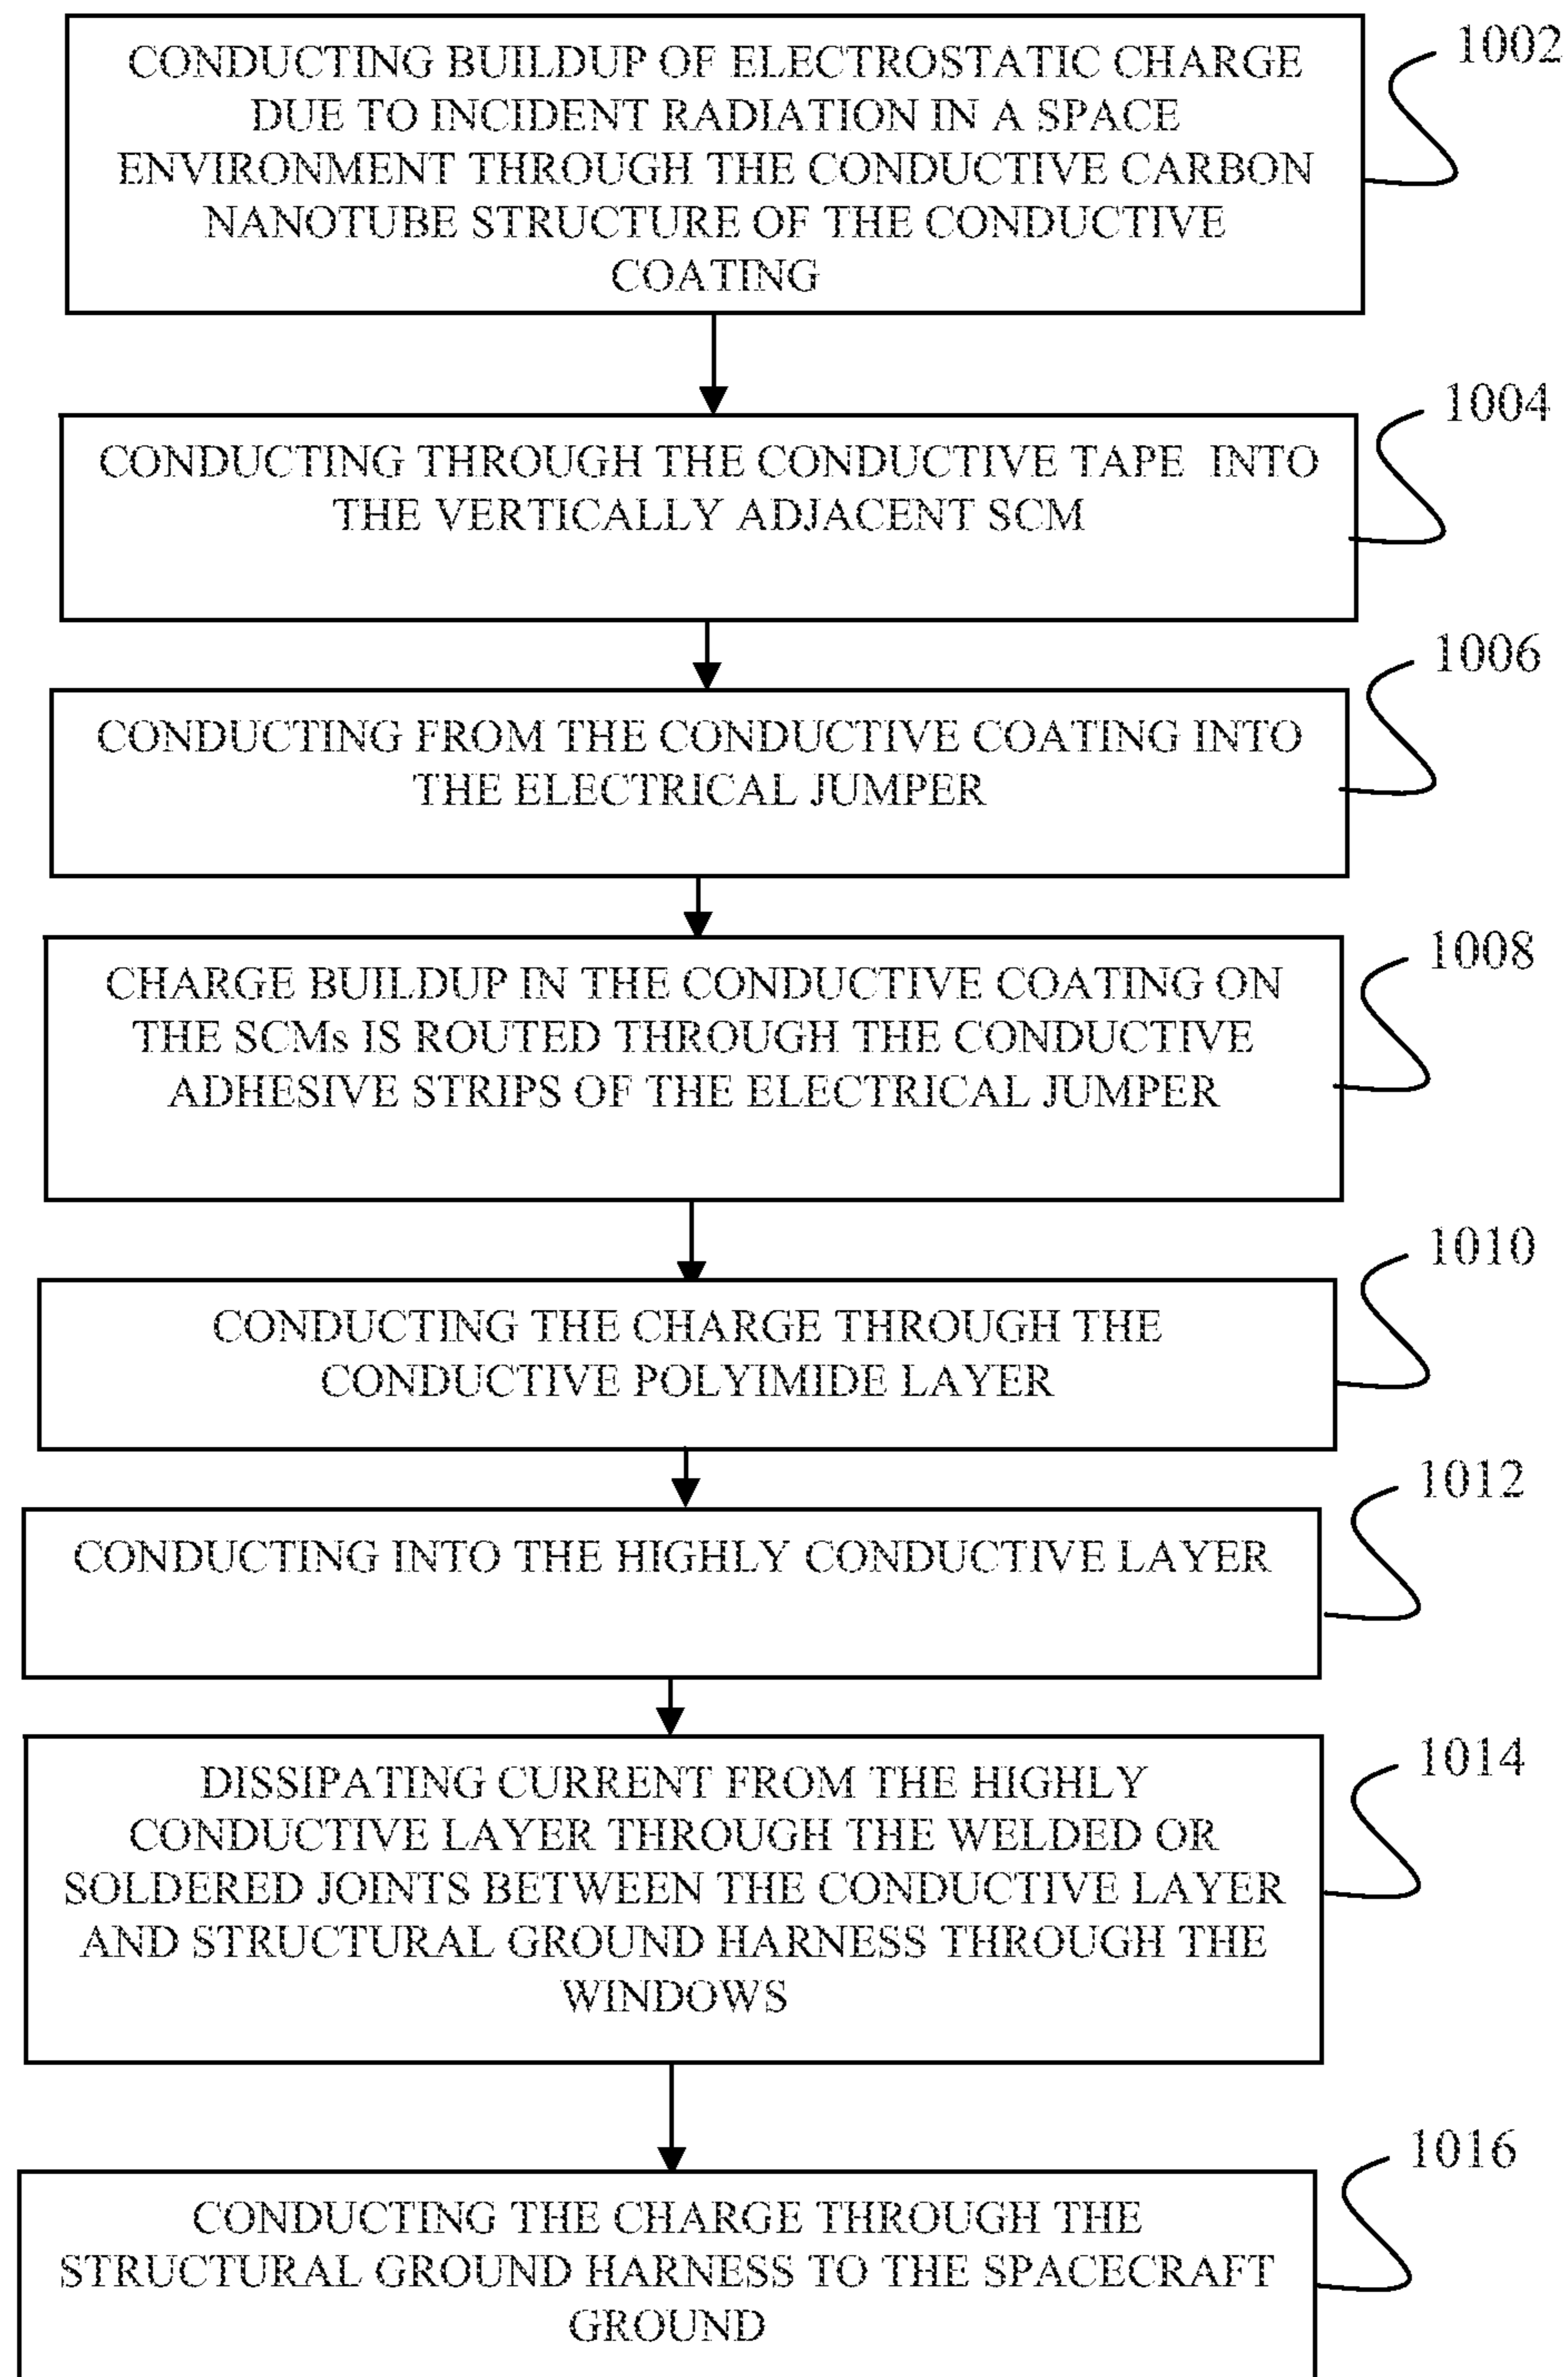 CONDUCTING BUILDUP OF ELECTROSTATIC CHARGE
DUE TO INCIDENT RADIATION IN A SPACE
ENVIRONMENT THROUGH THE CONDUCTIVE CARBON
NANOTUBE STRUCTURE OF THE CONDUCTIVE
COATING
1002
CONDUCTING THROUGH THE CONDUCTIVE TAPE INTO
THE VERTICALLY ADJACENT SCM
1004
CONDUCTING FROM THE CONDUCTIVE COATING INTO
THE ELECTRICAL JUMPER
1006
CHARGE BUILDUP IN THE CONDUCTIVE COATING ON
THE SCMs IS ROUTED THROUGH THE CONDUCTIVE
ADHESIVE STRIPS OF THE ELECTRICAL JUMPER
1008
CONDUCTING THE CHARGE THROUGH THE
CONDUCTIVE POLYIMIDE LAYER
1010
CONDUCTING INTO THE HIGHLY CONDUCTIVE LAYER
1012
DISSIPATING CURRENT FROM THE HIGHLY
CONDUCTIVE LAYER THROUGH THE WELDED OR
SOLDERED JOINTS BETWEEN THE CONDUCTIVE LAYER
AND STRUCTURAL GROUND HARNESS THROUGH THE
WINDOWS
1014
CONDUCTING THE CHARGE THROUGH THE
STRUCTURAL GROUND HARNESS TO THE SPACECRAFT
GROUND
1016